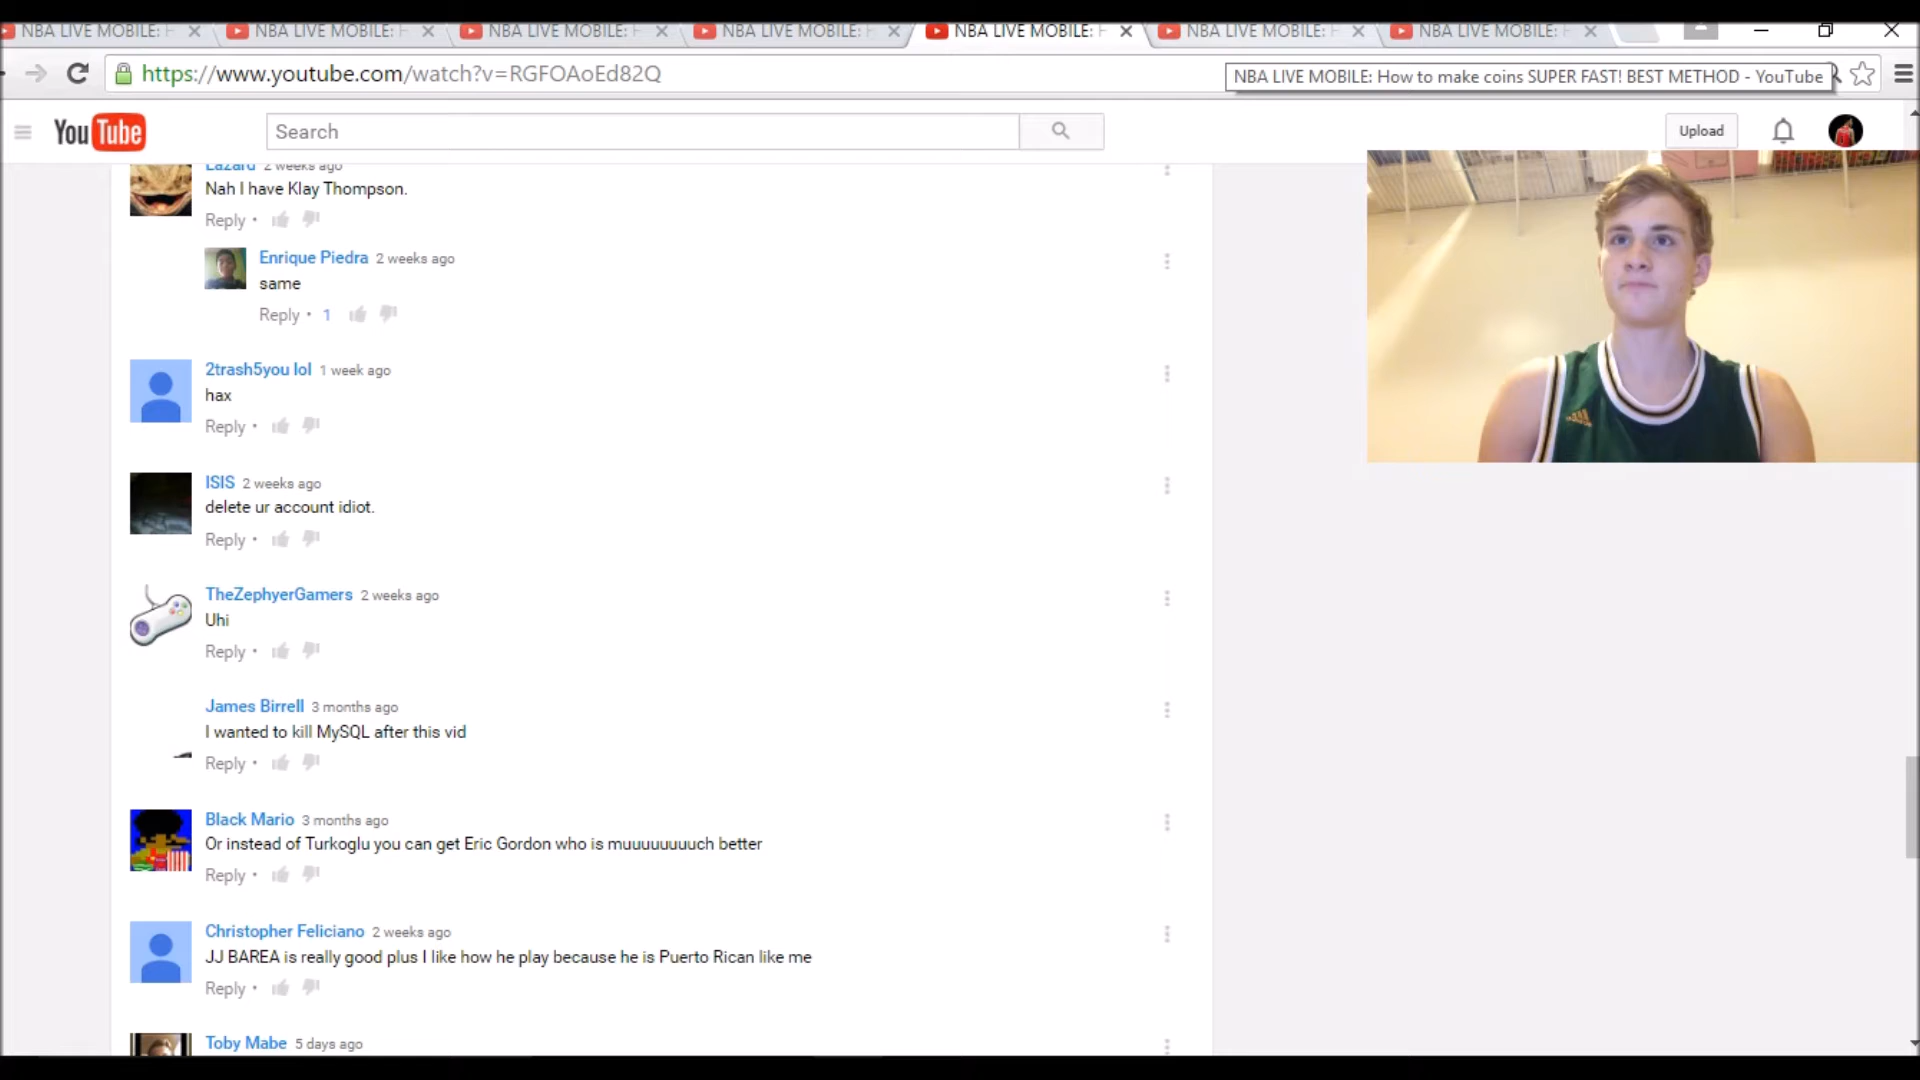 NBA LIVE MOBILE: H
NBA LIVE MOBILE: H
NBA LIVE MOBILE: H
NBA LIVE MOBILE: H
NBA LIVE MOBILE: H
NBA LIVE MOBILE: H
NBA LIVE MOBILE: H
https://www.youtube.com/watch?v=RGFOAoEd82Q
NBA LIVE MOBILE: How to make coins SUPER FAST! BEST METHOD - YouTube
YouTube
Search
Upload
Lazard 2 weeks ago
Nah I have Klay Thompson.
Reply •
Enrique Piedra 2 weeks ago
same
Reply • 1
2trash5you lol 1 week ago
hax
Reply •
ISIS 2 weeks ago
delete ur account idiot.
Reply •
TheZephyerGamers 2 weeks ago
Uhi
Reply •
James Birrell 3 months ago
I wanted to kill MySQL after this vid
Reply •
Black Mario 3 months ago
Or instead of Turkoglu you can get Eric Gordon who is muuuuuuuuch better
Reply •
Christopher Feliciano 2 weeks ago
JJ BAREA is really good plus I like how he play because he is Puerto Rican like me
Reply •
Toby Mabe 5 days ago